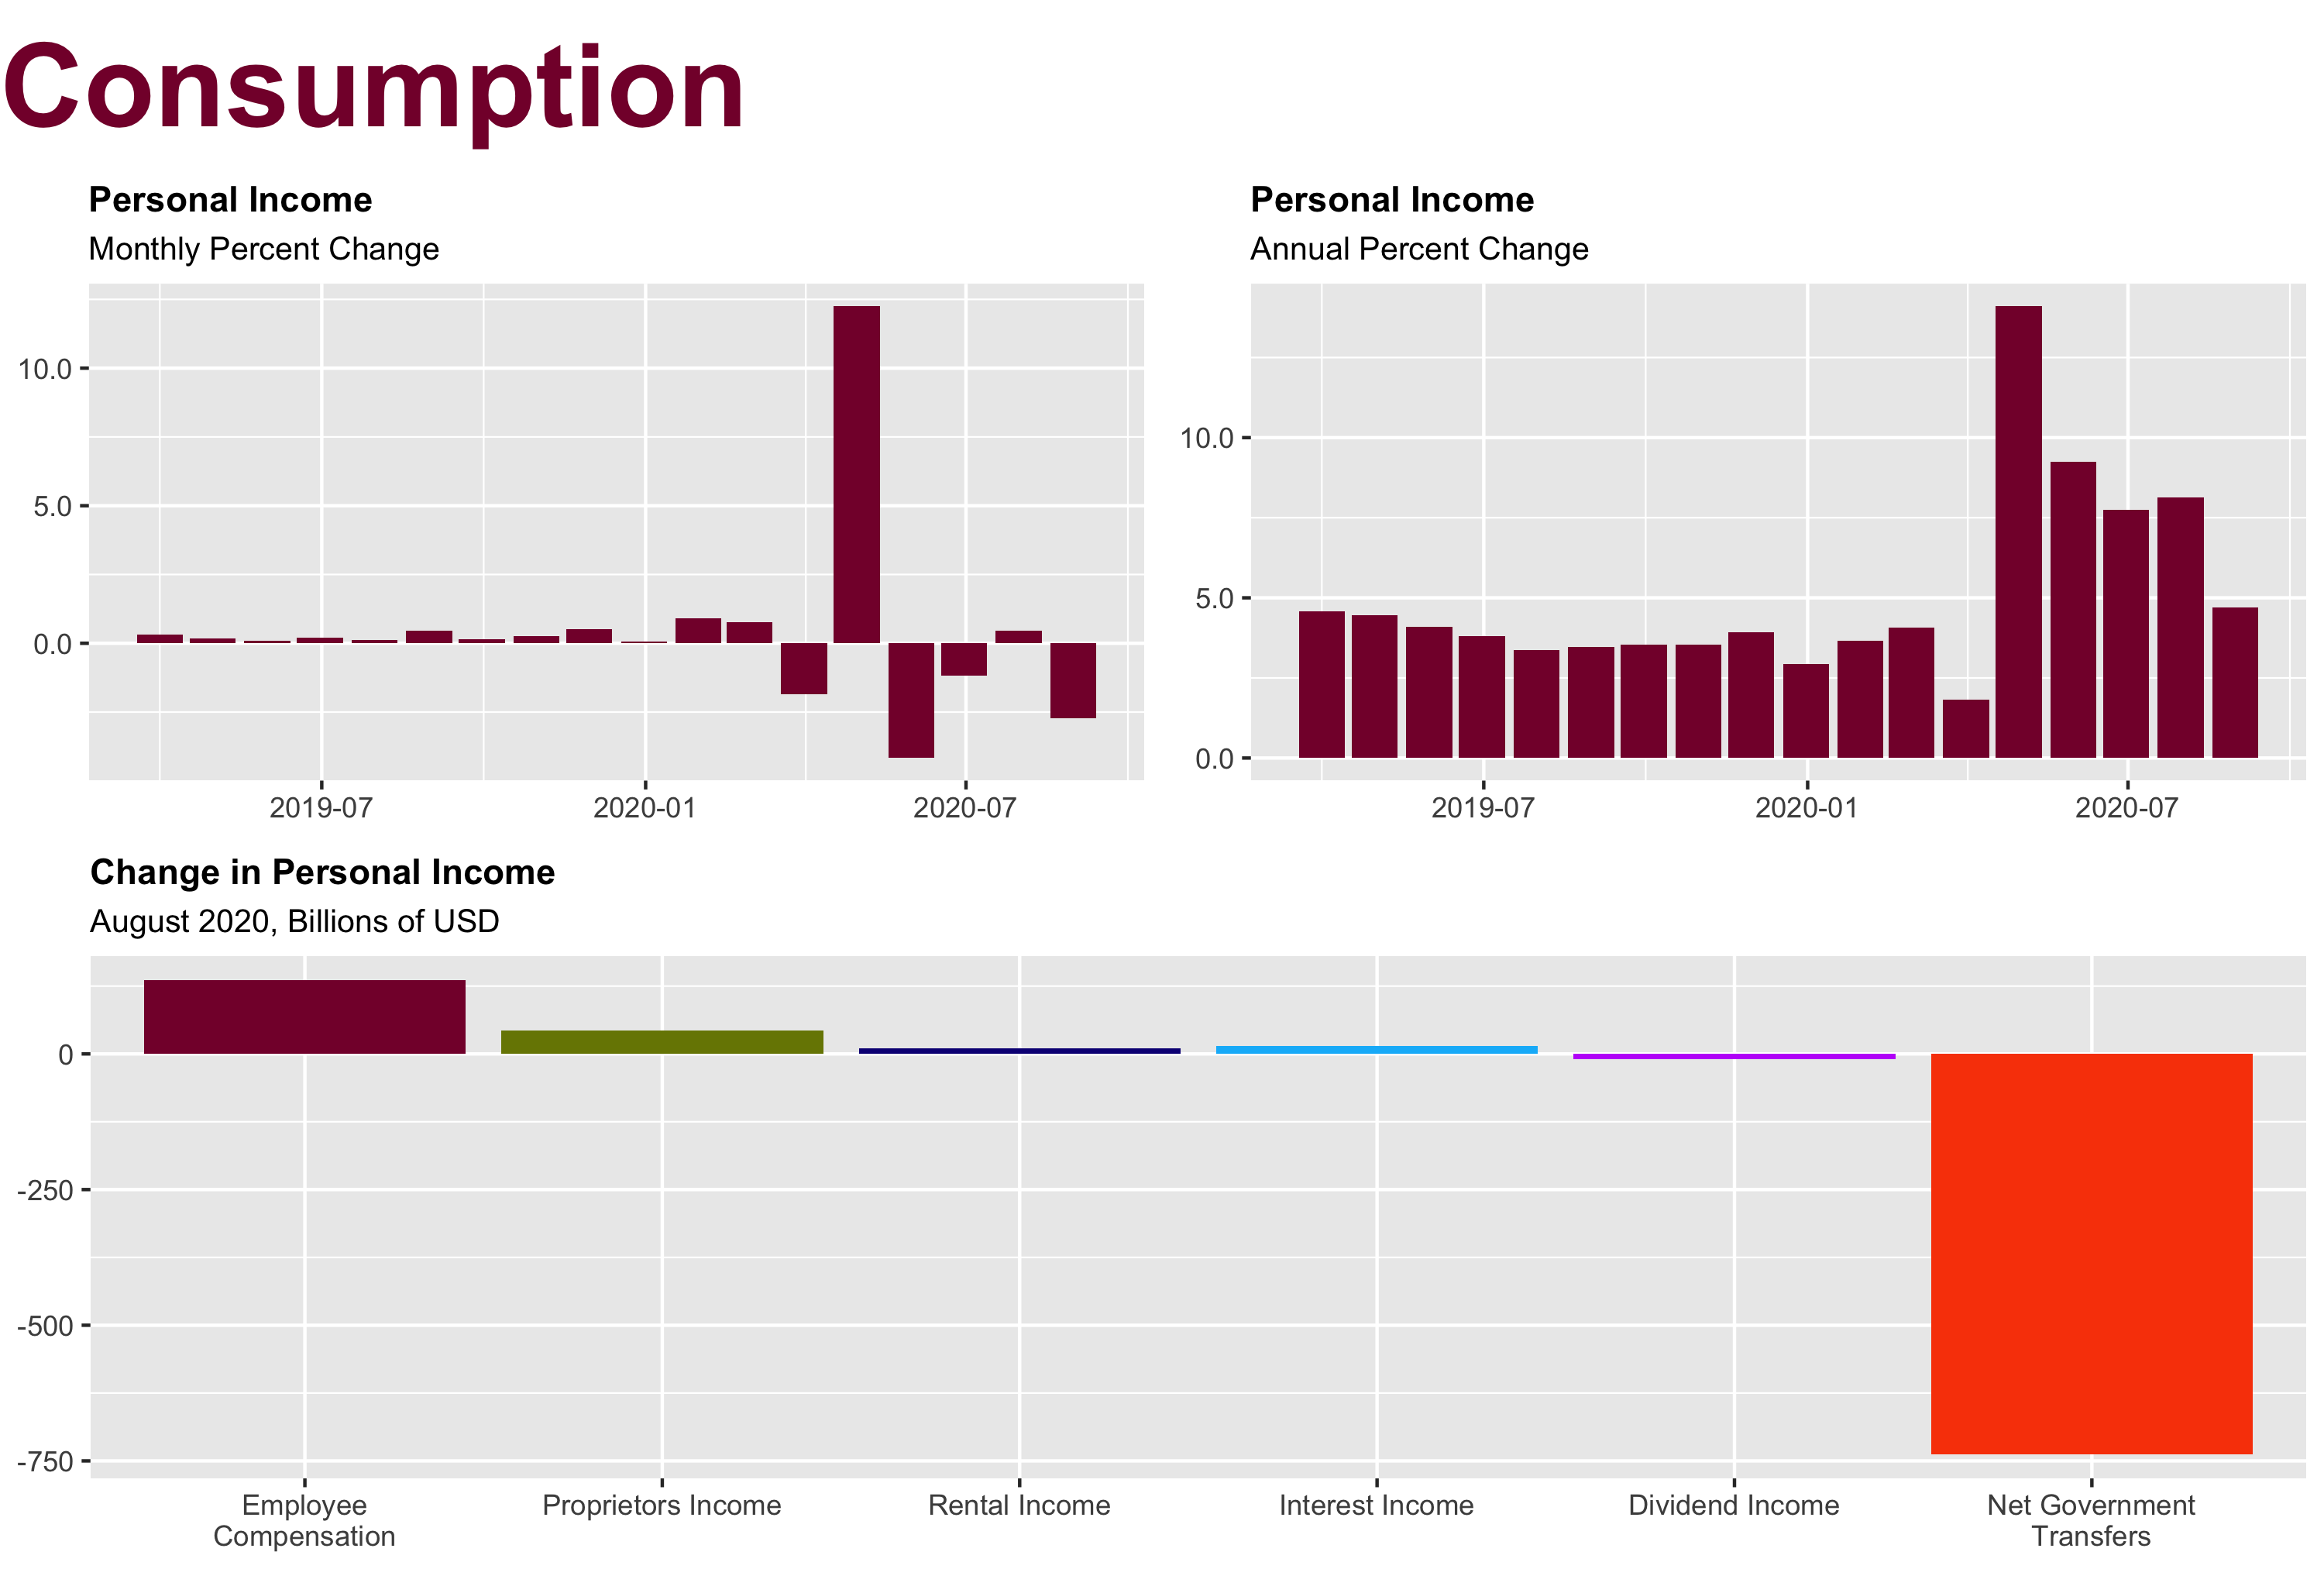 Consumption
Personal Income
Monthly Percent Change
10.0
5.0
0.0
2019-07 2020-01 2020-07
Personal Income
Annual Percent Change
10.0
5.0
0.0
2019-07 2020-01 2020-07
Change in Personal Income
August 2020, Billions of USD
0
-250
-500
-750
Employee Proprietors Income Rental Income Interest Income Dividend Income Net Government
Compensation Transfers